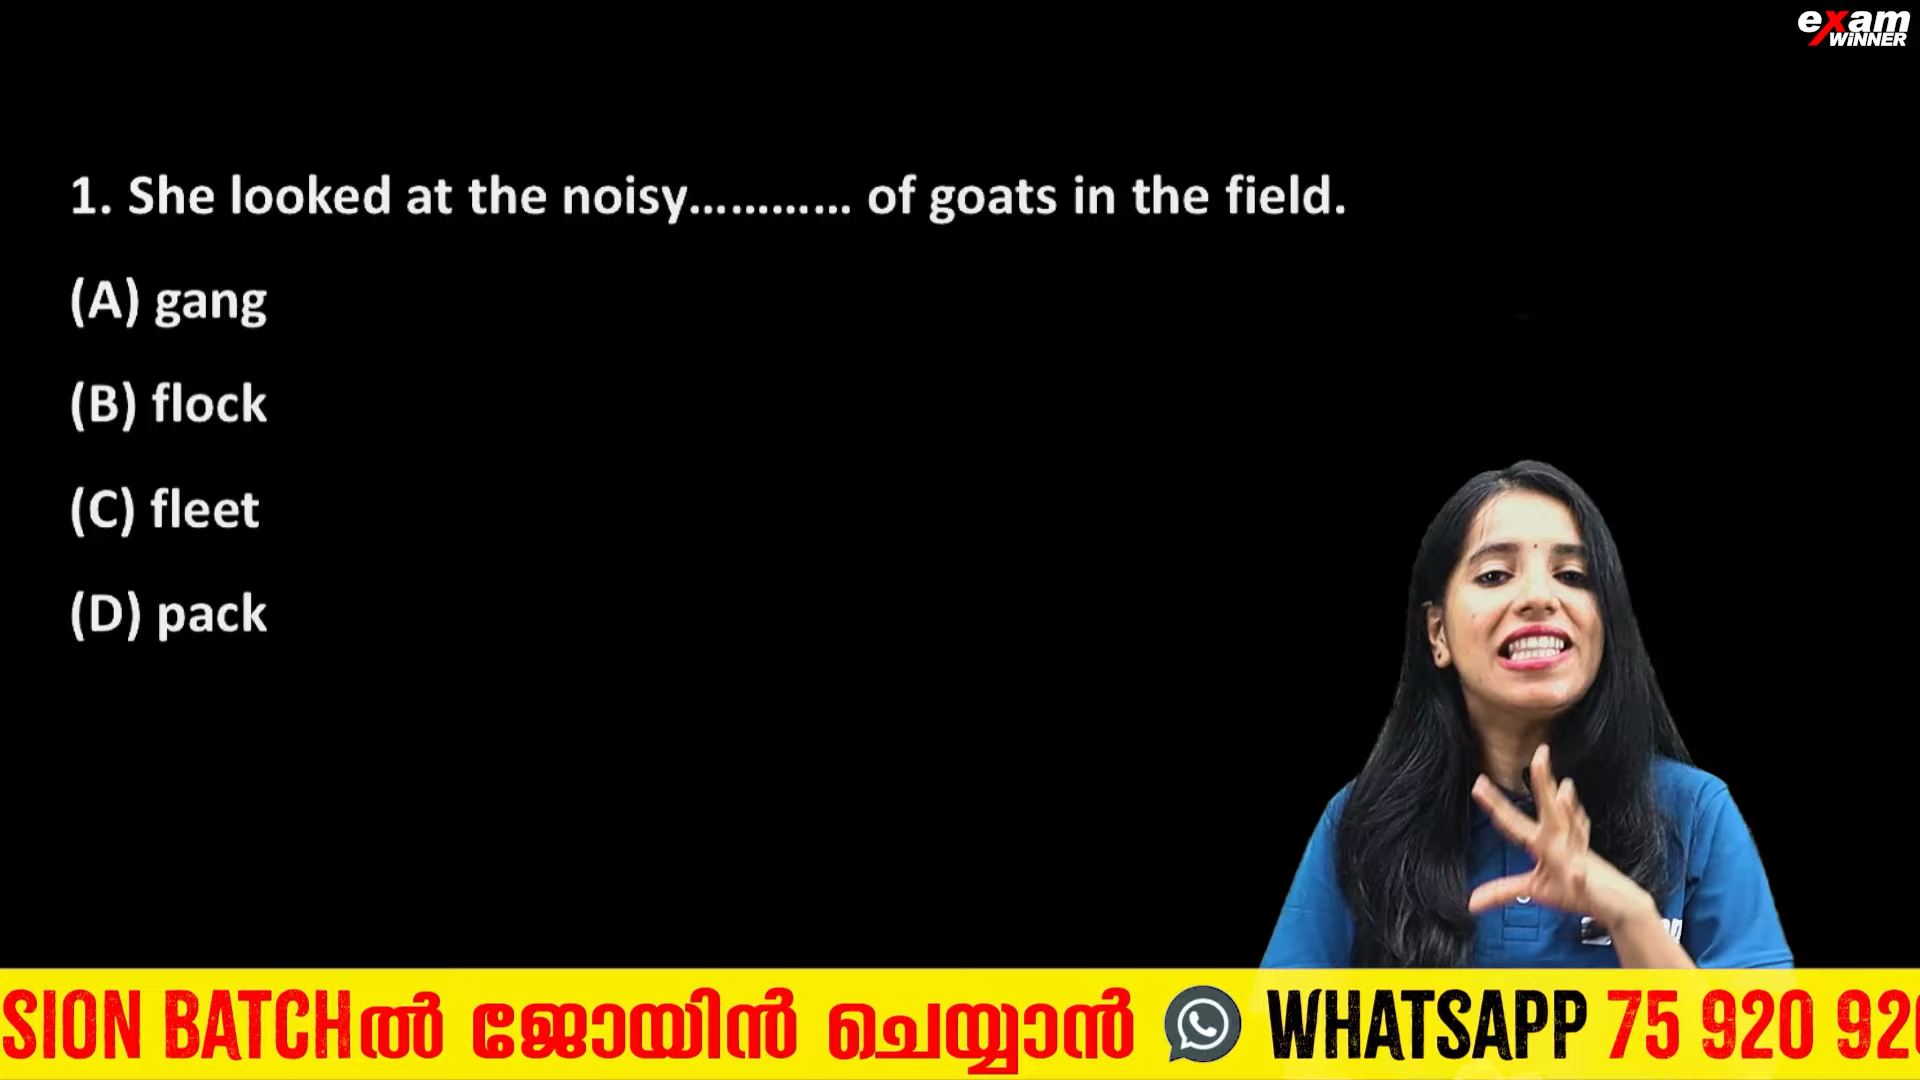 exam
WINNER
1. She looked at the noisy............ of goats in the field.
(A) gang
(B) flock
(C) fleet
(D) pack
SION BATCHൽ ജോയിൻ ചെയ്യാൻ WHATSAPP 75 920 920